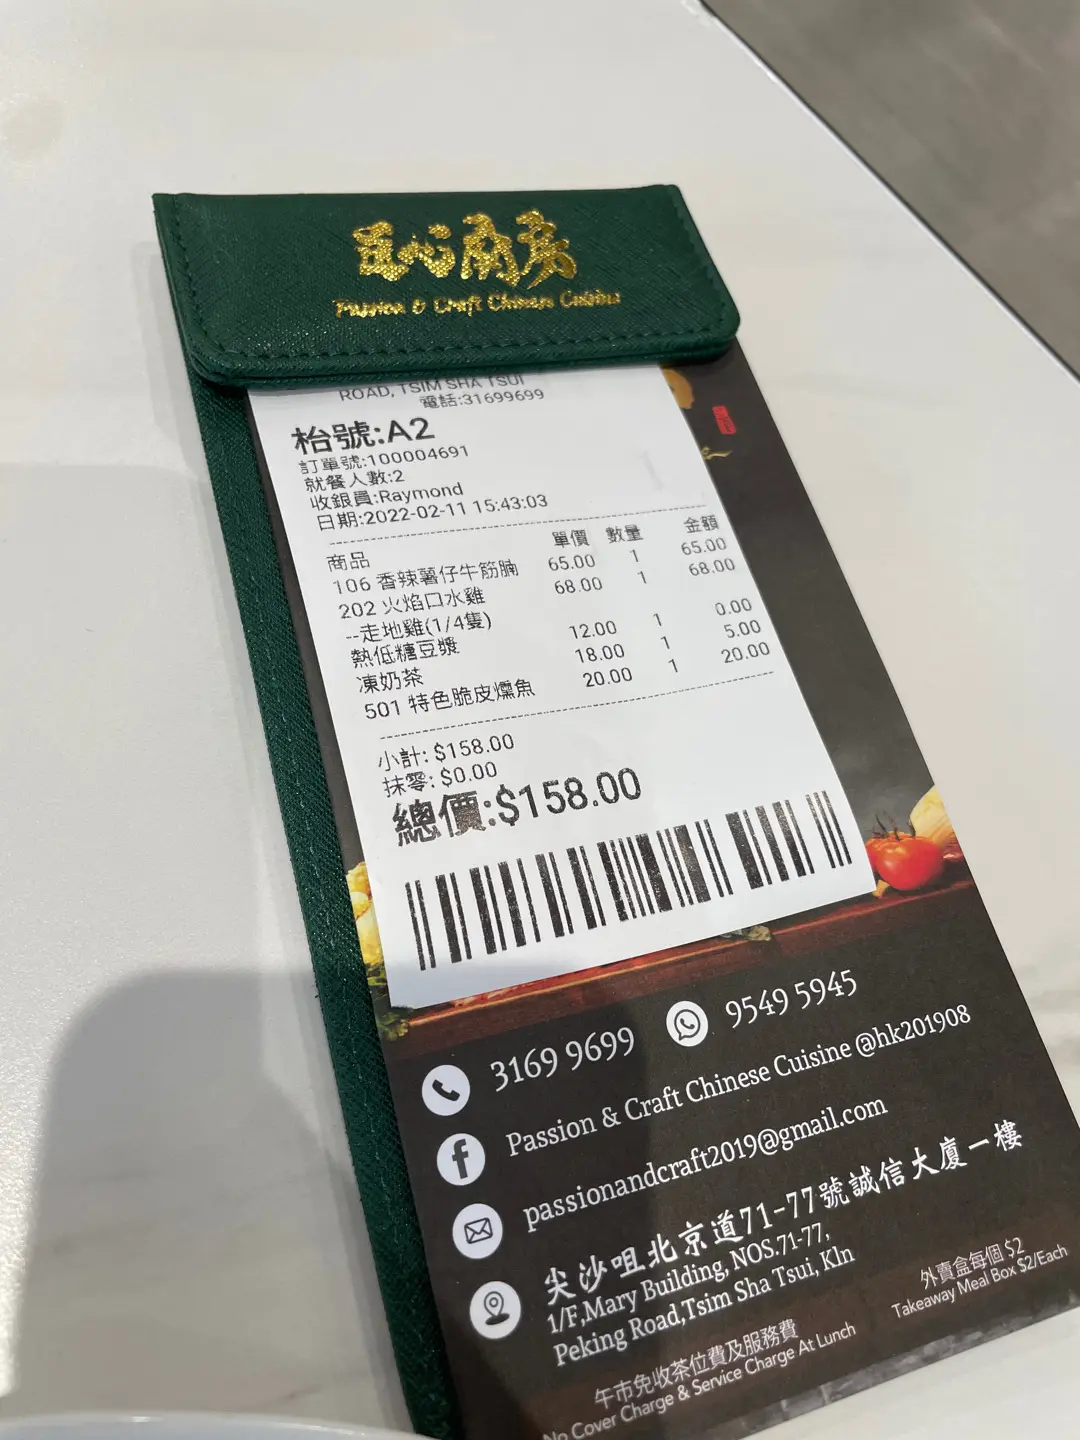 匠心廚房
Passion & Craft Chinese Cuisine
ROAD, TSIM SHA TSUI
電話:31699699
枱號:A2
訂單號:100004691
就餐人數:2
收銀員:Raymond
日期:2022-02-11 15:43:03
商品 單價 數量 金額
106 香辣薯仔牛筋腩 65.00 1 65.00
202 火焰口水雞 68.00 1 68.00
--走地雞(1/4隻)
熱低糖豆漿 12.00 1 0.00
凍奶茶 18.00 1 5.00
501 特色脆皮燶魚 20.00 1 20.00
小計: $158.00
抹零: $0.00
總價:$158.00
3169 9699 9549 5945
Passion & Craft Chinese Cuisine @hk201908
passionandcraft2019@gmail.com
尖沙咀北京道71-77號誠信大廈一樓
1/F,Mary Building, NOS.71-77,
Peking Road,Tsim Sha Tsui, Kln
外賣盒每個 $2
Takeaway Meal Box $2/Each
午市免收茶位費及服務費
No Cover Charge & Service Charge At Lunch